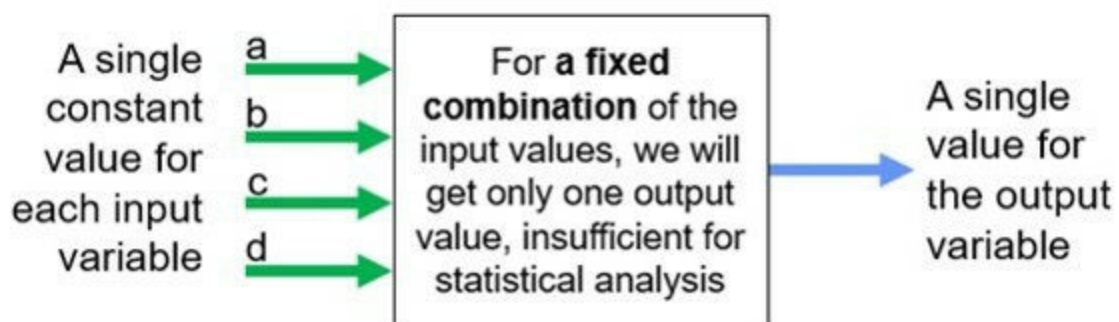 A single
constant
value for
each input
variable
a
b
c
d
For a fixed
combination of the
input values, we will
get only one output
value, insufficient for
statistical analysis
A single
value for
the output
variable